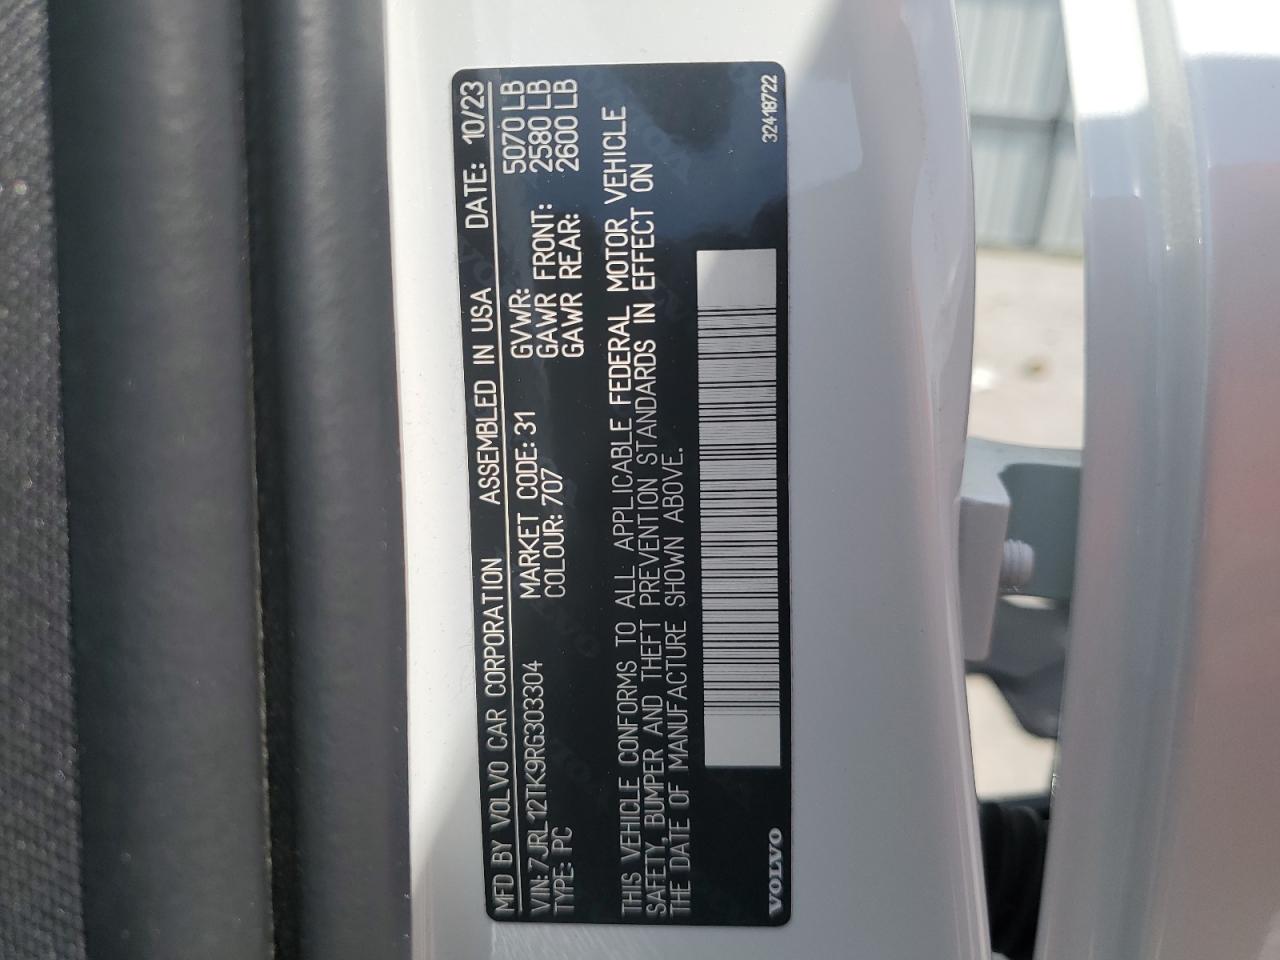 MFD BY VOLVO CAR CORPORATION ASSEMBLED IN USA DATE: 10/23
VIN: 7JRL12TK9RG303304 MARKET CODE: 31 GVWR: 5070 LB
TYPE: PC COLOUR: 707 GAWR FRONT: 2580 LB
GAWR REAR: 2600 LB
THIS VEHICLE CONFORMS TO ALL APPLICABLE FEDERAL MOTOR VEHICLE
SAFETY, BUMPER AND THEFT PREVENTION STANDARDS IN EFFECT ON
THE DATE OF MANUFACTURE SHOWN ABOVE.
VOLVO 32418722